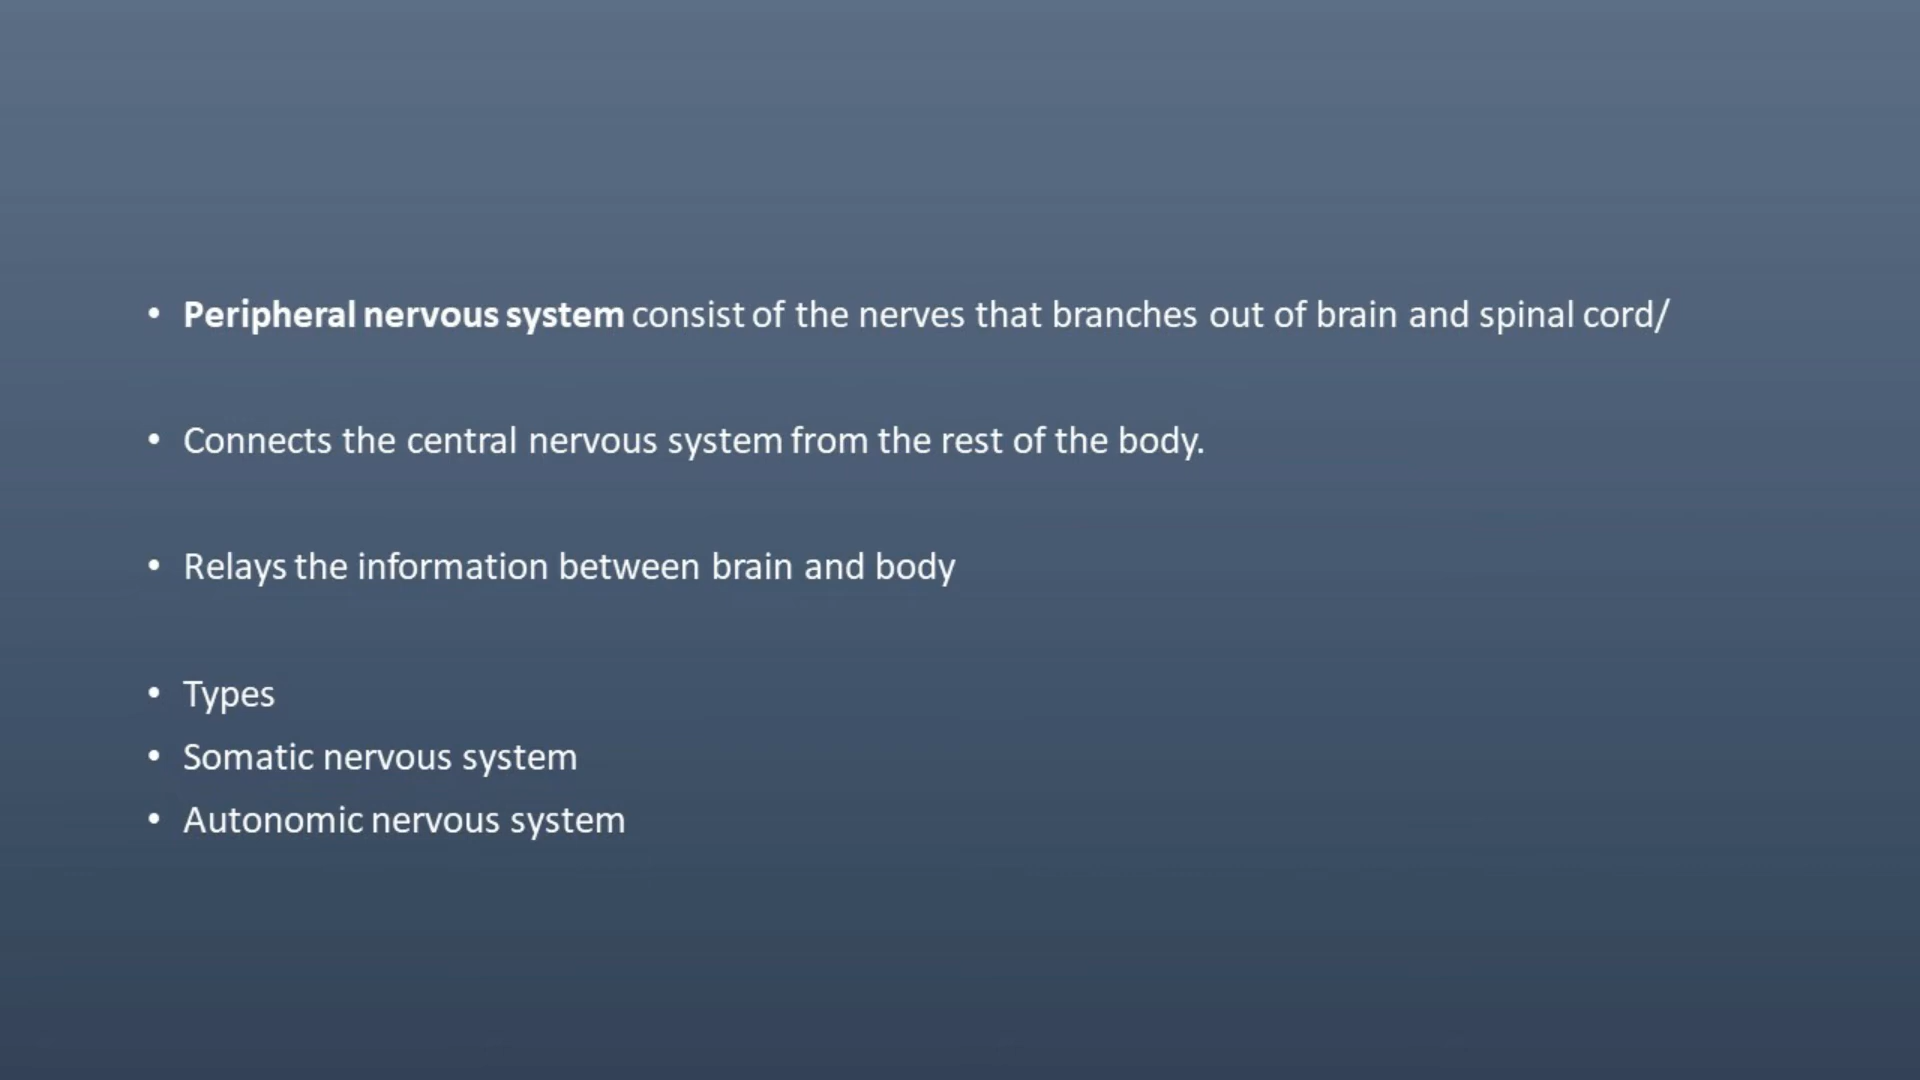 • Peripheral nervous system consist of the nerves that branches out of brain and spinal cord/
• Connects the central nervous system from the rest of the body.
• Relays the information between brain and body
• Types
• Somatic nervous system
• Autonomic nervous system